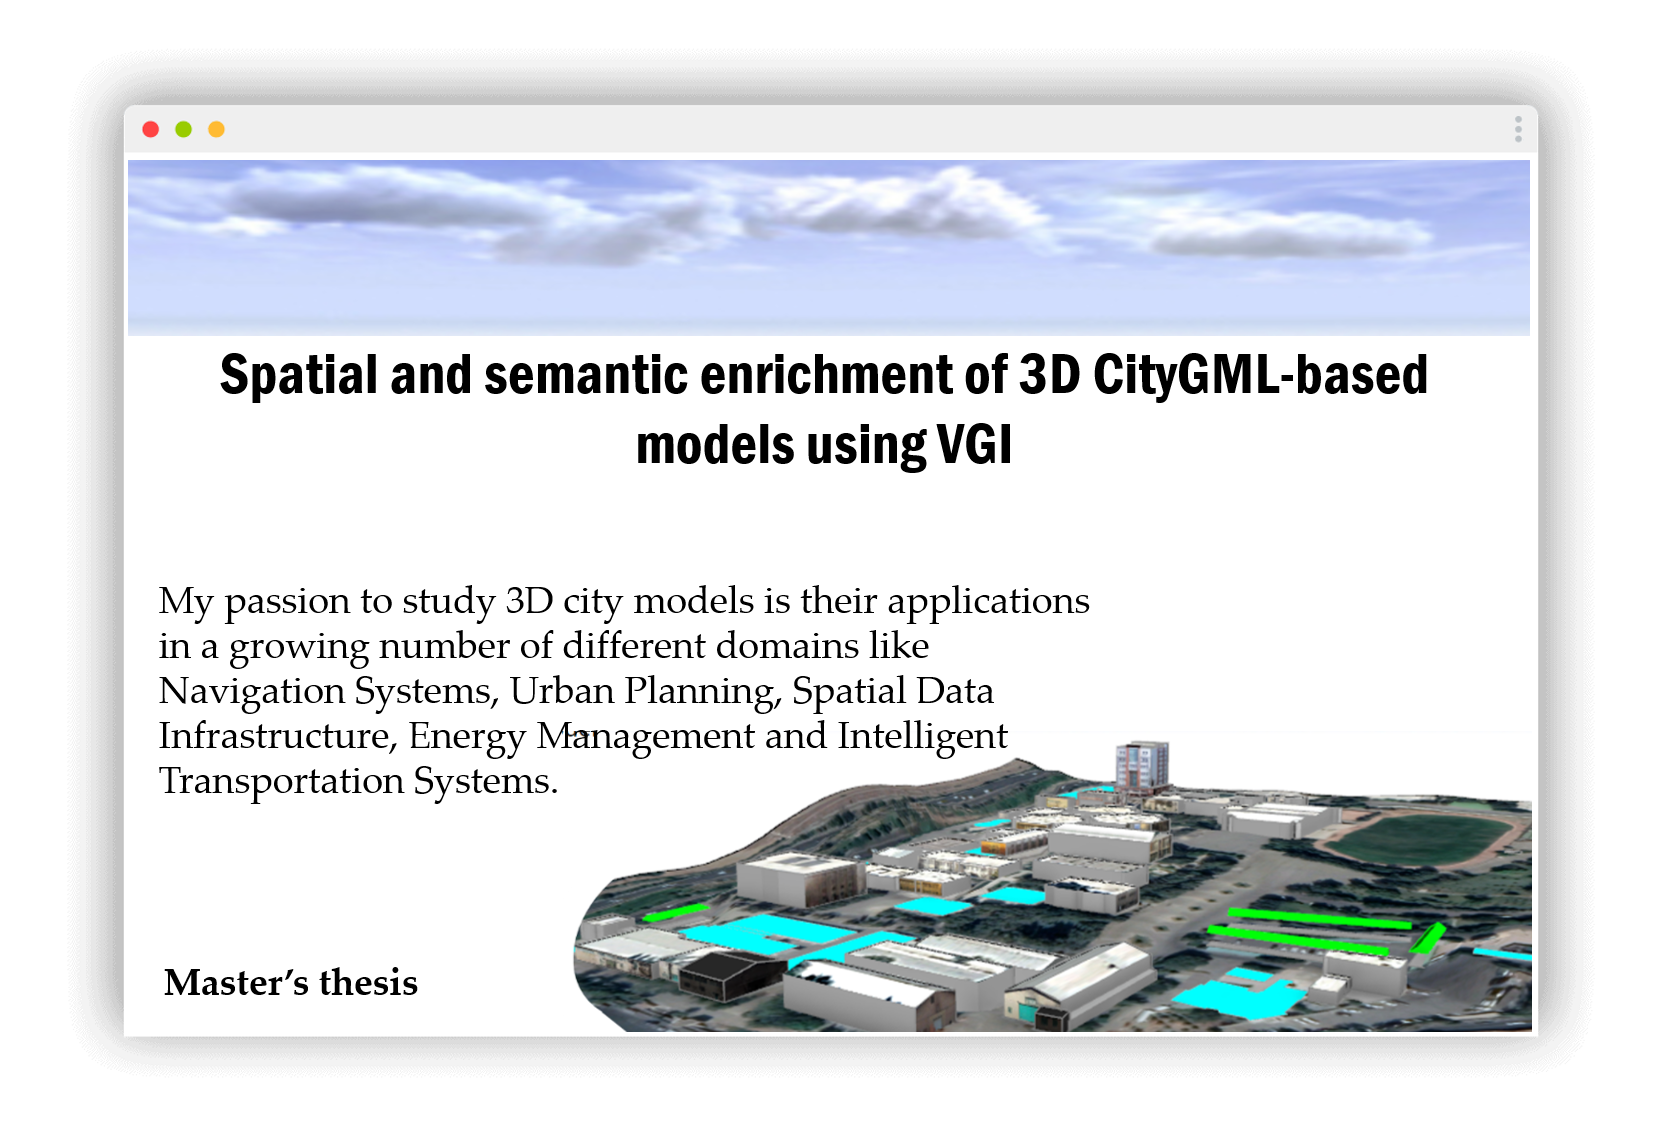 Spatial and semantic enrichment of 3D CityGML-based
models using VGI
My passion to study 3D city models is their applications
in a growing number of different domains like
Navigation Systems, Urban Planning, Spatial Data
Infrastructure, Energy Management and Intelligent
Transportation Systems.
Master’s thesis